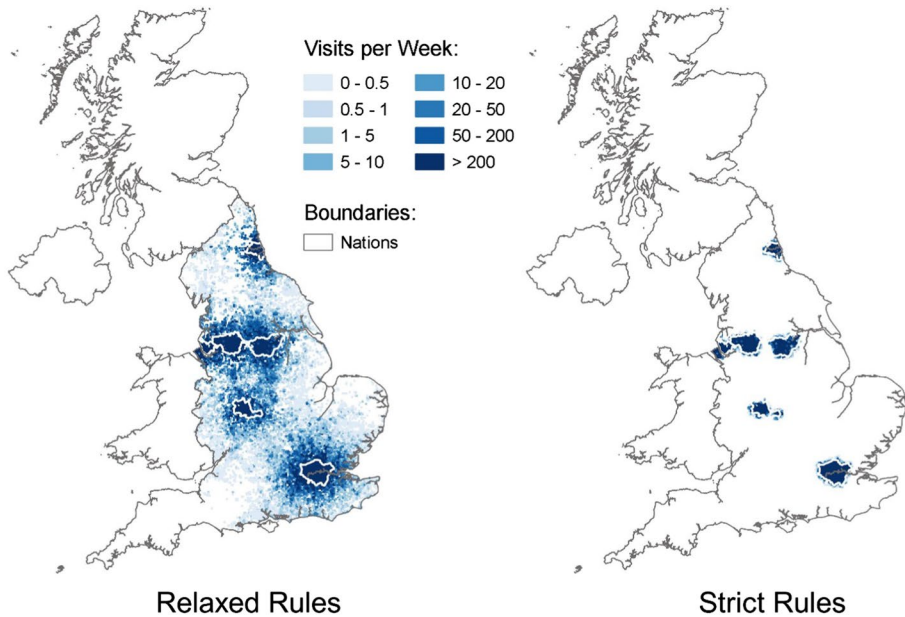 Visits per Week:
0 - 0.5
0.5 - 1
1 - 5
5 - 10
10 - 20
20 - 50
50 - 200
> 200
Boundaries:
Nations
Relaxed Rules
Strict Rules